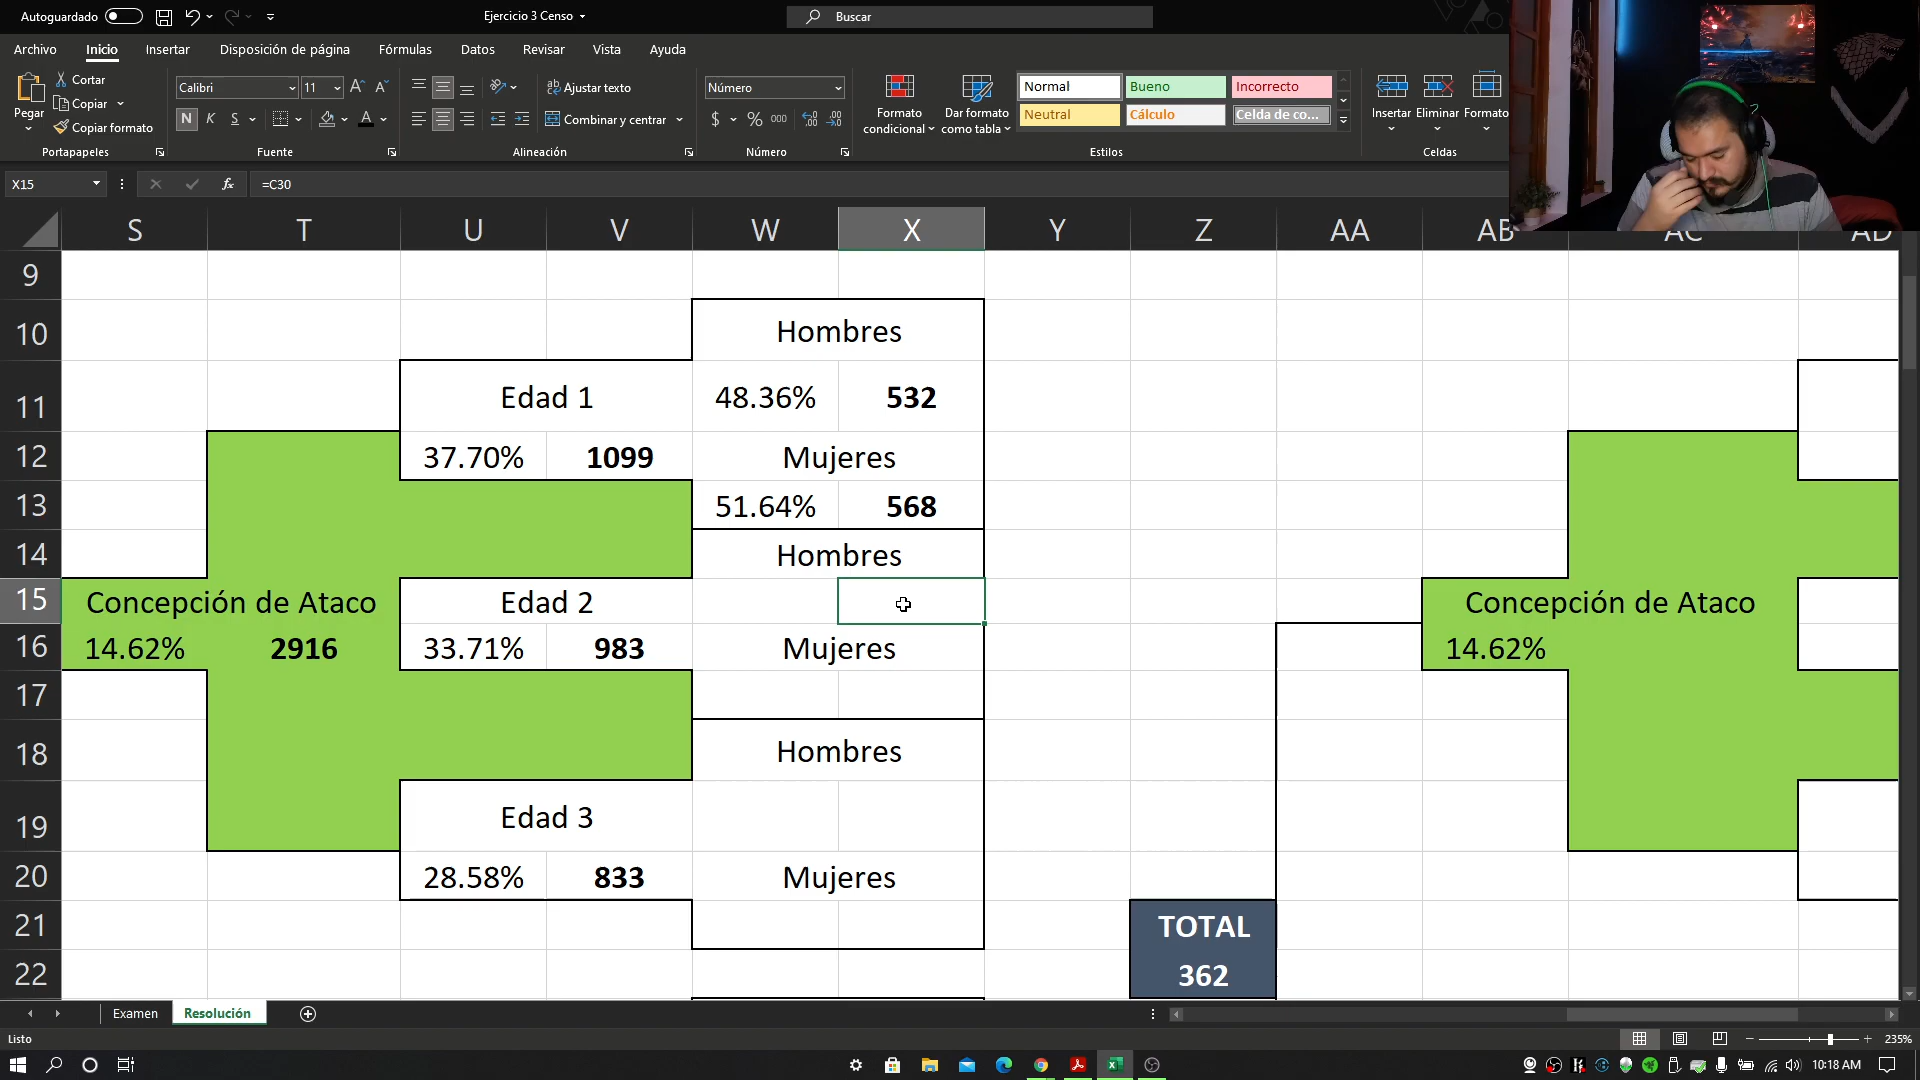 Autoguardado
Ejercicio 3 Censo
Buscar
Archivo Inicio Insertar Disposición de página Fórmulas Datos Revisar Vista Ayuda
Pegar
Cortar
Copiar
Copiar formato
Portapapeles
Calibri 11
N K S
Fuente
Ajustar texto
Combinar y centrar
Alineación
Número
$ % 000
Número
Formato condicional
Dar formato como tabla
Normal Bueno Incorrecto
Neutral Cálculo Celda de co...
Estilos
Insertar Eliminar Formato
Celdas
X15 fx =C30
S T U V W X Y Z AA AB AC AD
9
10 Hombres
11 Edad 1 48.36% 532
12 37.70% 1099 Mujeres
13 51.64% 568
14 Hombres
15 Concepción de Ataco Edad 2 Concepción de Ataco
16 14.62% 2916 33.71% 983 Mujeres 14.62%
17
18 Hombres
19 Edad 3
20 28.58% 833 Mujeres
21 TOTAL
22 362
Examen Resolución
Listo 235%
10:18 AM